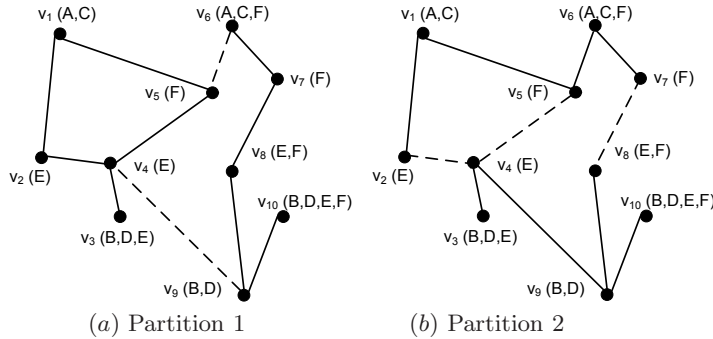 v6 (A,C,F)
v1 (A,C)
v7 (F)
v5 (F)
v8 (E,F)
v2 (E)
v4 (E)
v10 (B,D,E,F)
v3 (B,D,E)
v9 (B,D)
(a) Partition 1
v6 (A,C,F)
v1 (A,C)
v7 (F)
v5 (F)
v8 (E,F)
v2 (E)
v4 (E)
v10 (B,D,E,F)
v3 (B,D,E)
v9 (B,D)
(b) Partition 2